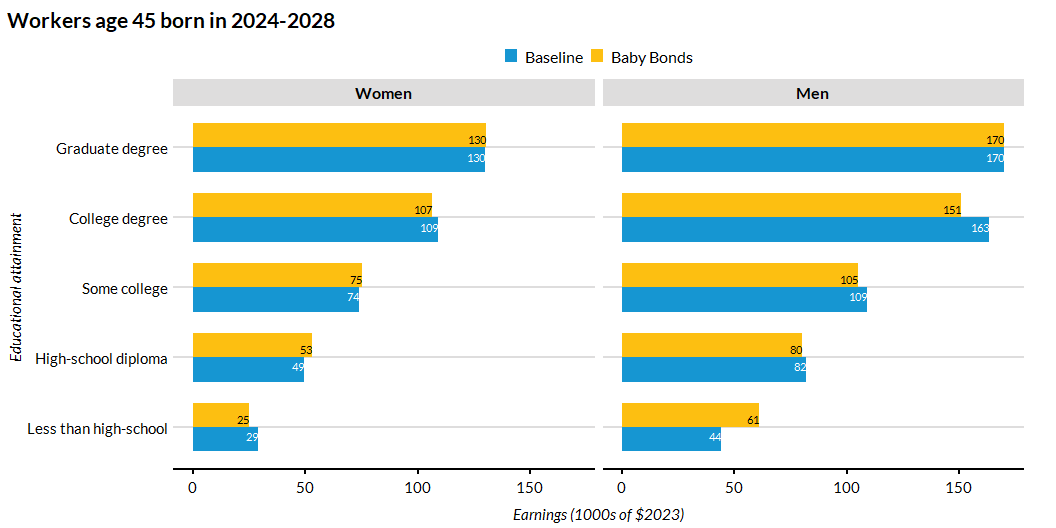 Workers age 45 born in 2024-2028
Baseline Baby Bonds
Women Men
Educational attainment
Graduate degree 130 170
130 170
College degree 107 151
109 163
Some college 75 105
74 109
High-school diploma 53 80
49 82
Less than high-school 25 61
29 44
0 50 100 150 0 50 100 150
Earnings (1000s of $2023)